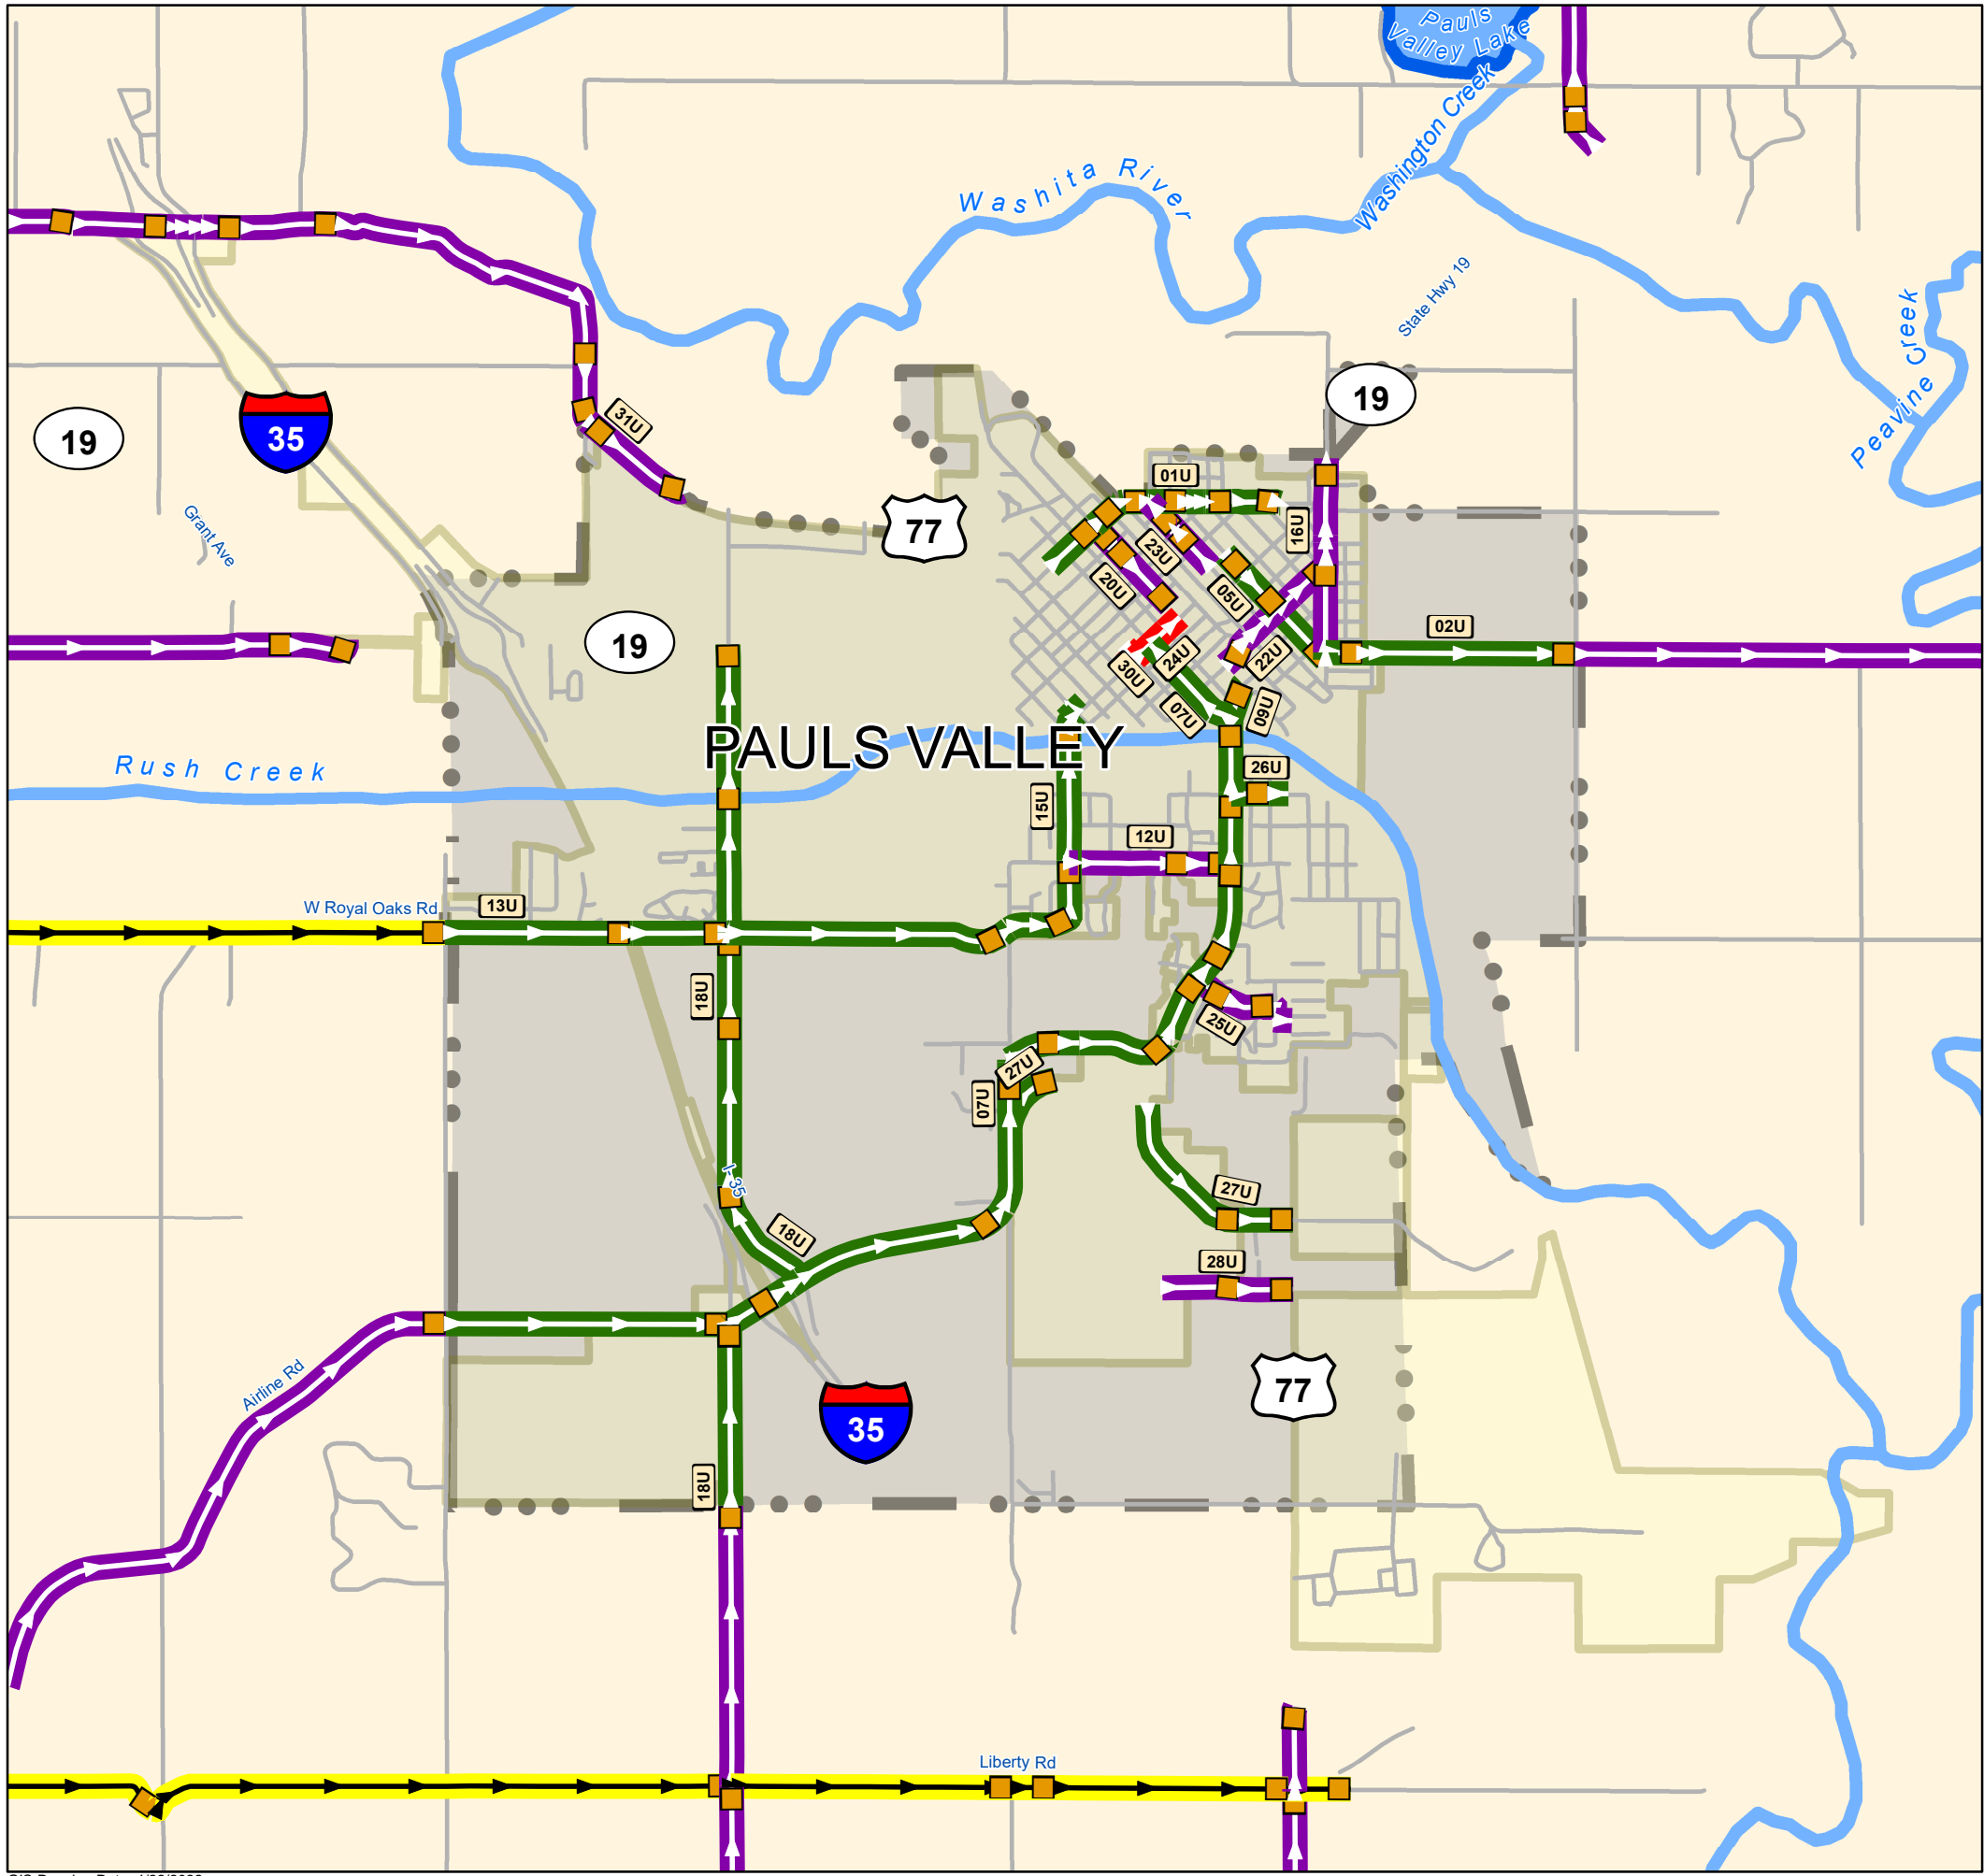 Pauls
Valley Lake
Washington Creek
Washita River
State Hwy 19
Peavine Creek
19
19
35
31U
77
01U
16U
Grant Ave
23U
20U
05U
19
02U
24U
22U
30U
07U
09U
PAULS VALLEY
Rush Creek
26U
15U
12U
W Royal Oaks Rd
13U
18U
25U
27U
07U
I-35
27U
18U
28U
Airline Rd
77
35
18U
Liberty Rd